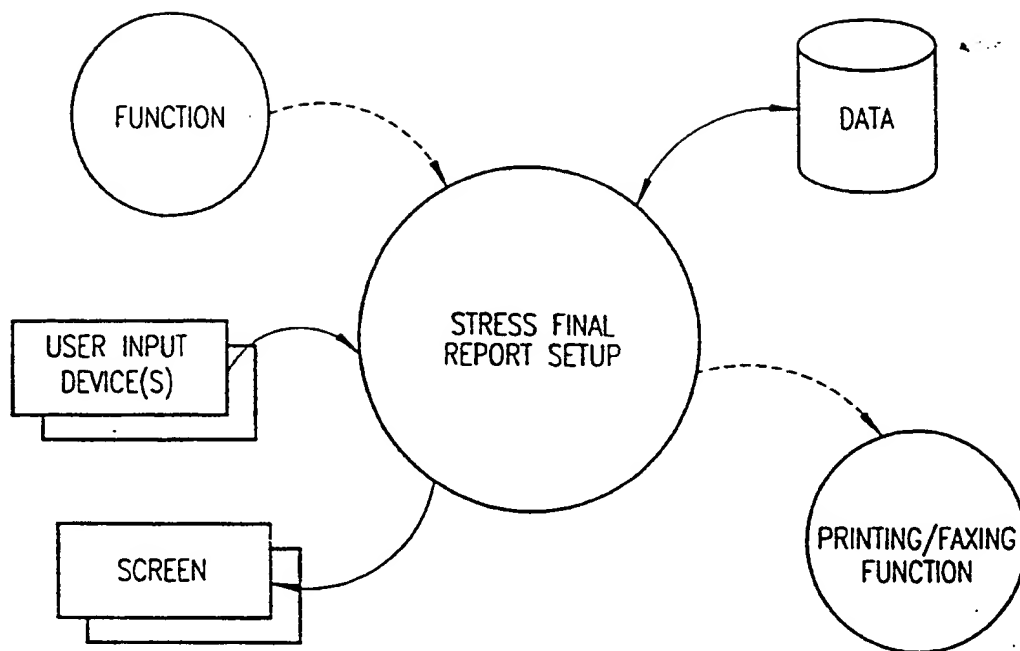 FUNCTION
DATA
USER INPUT
DEVICE(S)
STRESS FINAL
REPORT SETUP
SCREEN
PRINTING/FAXING
FUNCTION